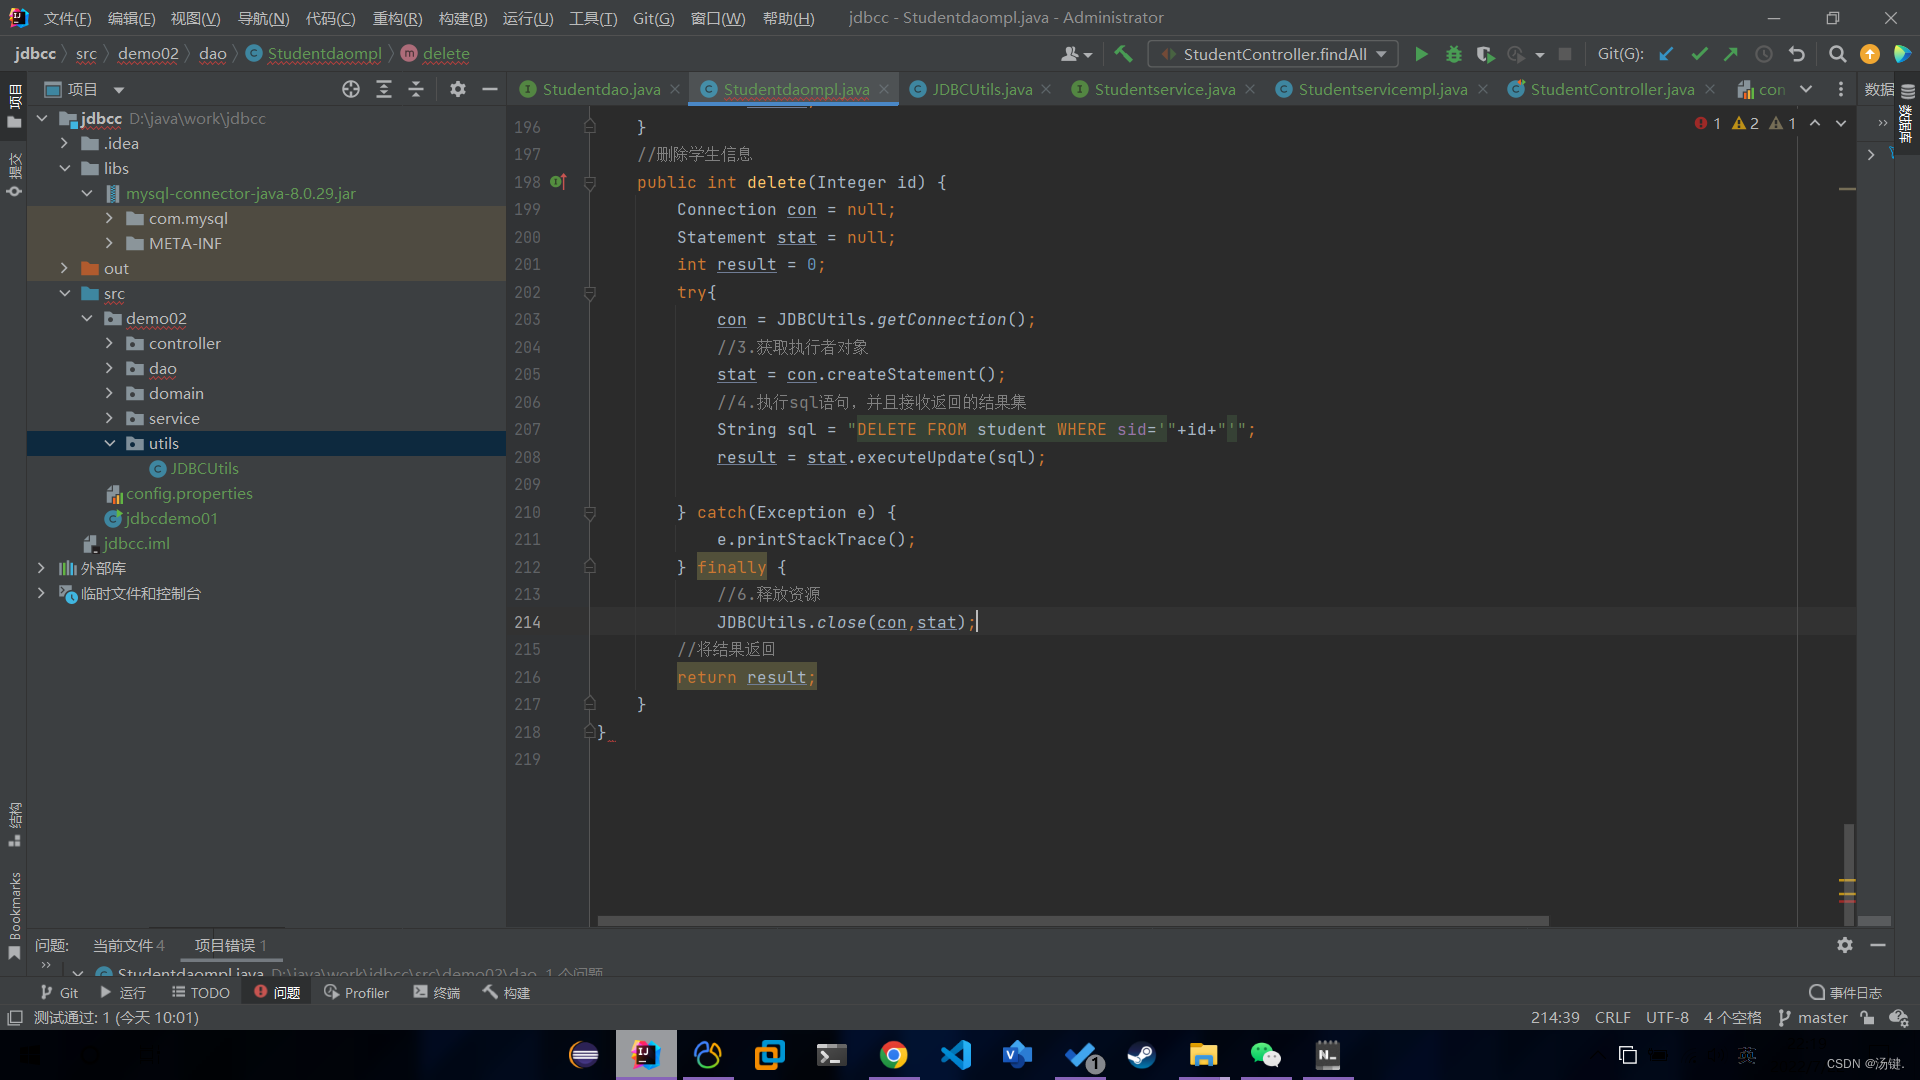 文件(F) 编辑(E) 视图(V) 导航(N) 代码(C) 重构(R) 构建(B) 运行(U) 工具(T) Git(G) 窗口(W) 帮助(H) jdbcc - Studentdaompl.java - Administrator
jdbcc src demo02 dao Studentdaompl delete StudentController.findAll Git(G):
项目 Studentdao.java Studentdaompl.java JDBCUtils.java Studentservice.java Studentservicempl.java StudentController.java con 数据
项目
提交
结构
Bookmarks
数据库
jdbcc D:\java\work\jdbcc
.idea
libs
mysql-connector-java-8.0.29.jar
com.mysql
META-INF
out
src
demo02
controller
dao
domain
service
utils
JDBCUtils
config.properties
jdbcdemo01
jdbcc.iml
外部库
临时文件和控制台
1 2 1
196 }
197 //删除学生信息
198 public int delete(Integer id) {
199 Connection con = null;
200 Statement stat = null;
201 int result = 0;
202 try{
203 con = JDBCUtils.getConnection();
204 //3.获取执行者对象
205 stat = con.createStatement();
206 //4.执行sql语句，并且接收返回的结果集
207 String sql = "DELETE FROM student WHERE sid='"+id+"'";
208 result = stat.executeUpdate(sql);
209
210 } catch(Exception e) {
211 e.printStackTrace();
212 } finally {
213 //6.释放资源
214 JDBCUtils.close(con,stat);
215 //将结果返回
216 return result;
217 }
218 }
219
问题: 当前文件 4 项目错误 1
Studentdaompl.java D:\java\work\jdbcc\src\demo02\dao 1 个问题
Git 运行 TODO 问题 Profiler 终端 构建 事件日志
测试通过: 1 (今天 10:01) 214:39 CRLF UTF-8 4 个空格 master
1 英
CSDN @汤键.